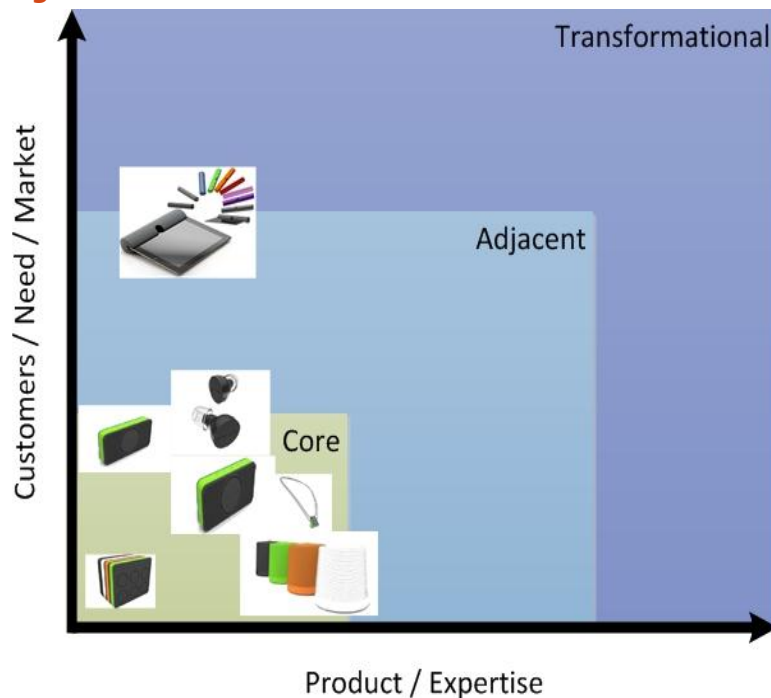 Transformational
Adjacent
Core
Customers / Need / Market
Product / Expertise